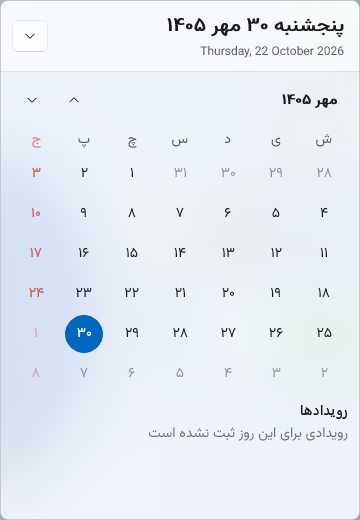 پنجشنبه ۳۰ مهر ۱۴۰۵
Thursday, 22 October 2026
مهر ۱۴۰۵
ش ی د س چ پ ج
۲۸ ۲۹ ۳۰ ۳۱ ۱ ۲ ۳
۴ ۵ ۶ ۷ ۸ ۹ ۱۰
۱۱ ۱۲ ۱۳ ۱۴ ۱۵ ۱۶ ۱۷
۱۸ ۱۹ ۲۰ ۲۱ ۲۲ ۲۳ ۲۴
۲۵ ۲۶ ۲۷ ۲۸ ۲۹ ۳۰ ۱
۲ ۳ ۴ ۵ ۶ ۷ ۸
رویدادها
رویدادی برای این روز ثبت نشده است